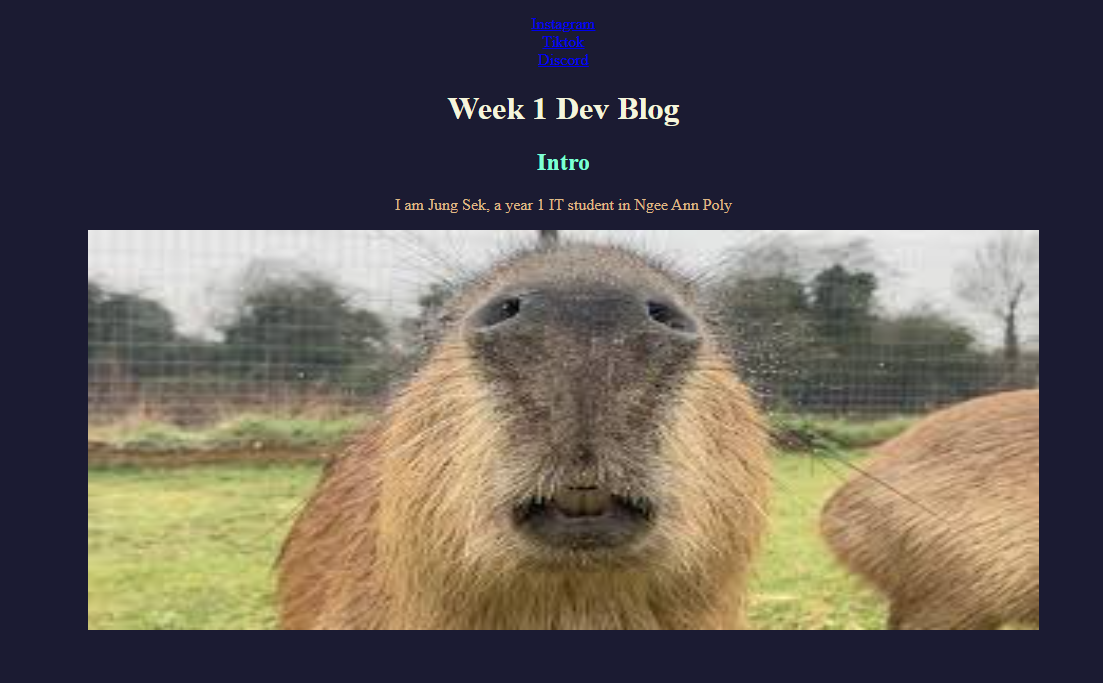 Instagram
Tiktok
Discord
Week 1 Dev Blog
Intro
I am Jung Sek, a year 1 IT student in Ngee Ann Poly